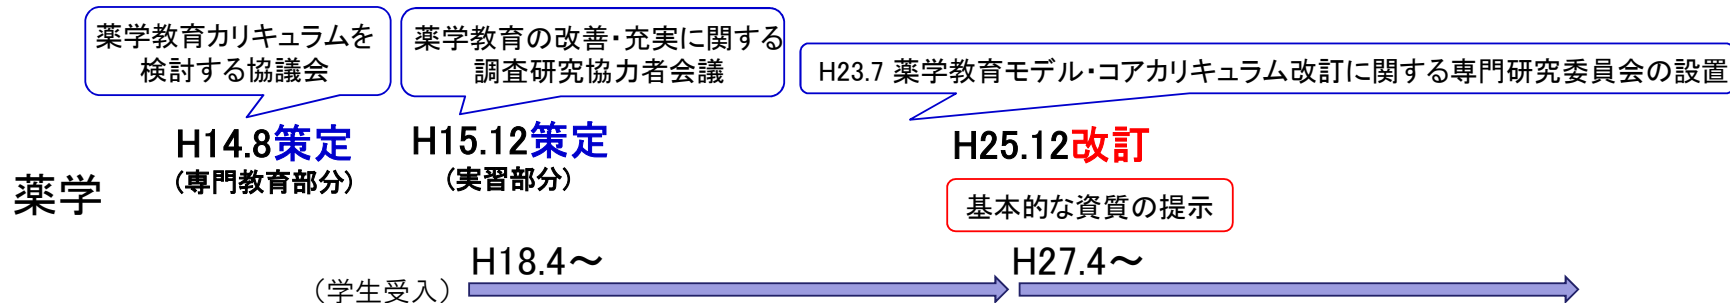 薬学教育カリキュラムを
検討する協議会
薬学教育の改善・充実に関する
調査研究協力者会議
H23.7 薬学教育モデル・コアカリキュラム改訂に関する専門研究委員会の設置
H14.8策定
(専門教育部分)
H15.12策定
(実習部分)
H25.12改訂
薬学
基本的な資質の提示
H18.4～
H27.4～
（学生受入）